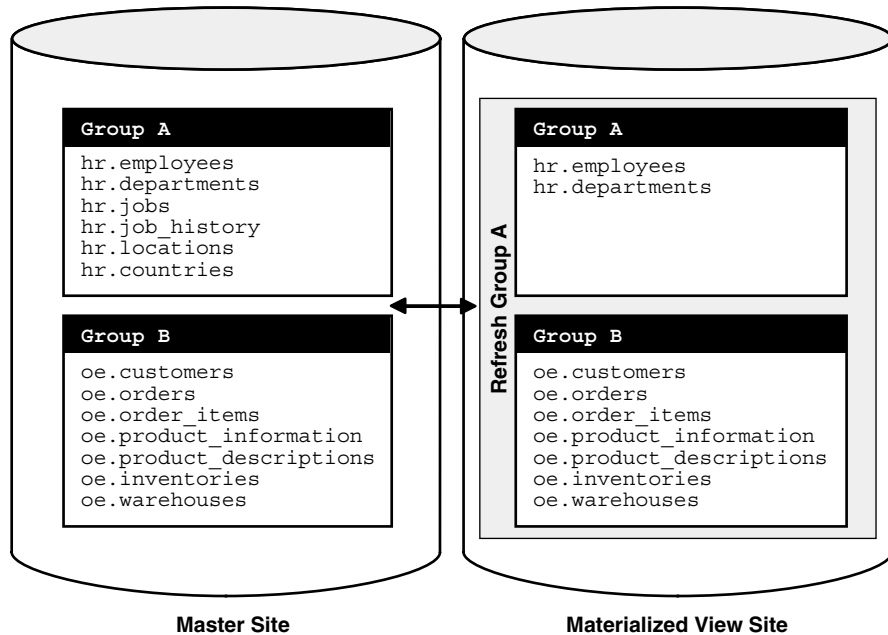 Group A
hr.employees
hr.departments
hr.jobs
hr.job_history
hr.locations
hr.countries
Group B
oe.customers
oe.orders
oe.order_items
oe.product_information
oe.product_descriptions
oe.inventories
oe.warehouses
Master Site
Refresh Group A
Group A
hr.employees
hr.departments
Group B
oe.customers
oe.orders
oe.order_items
oe.product_information
oe.product_descriptions
oe.inventories
oe.warehouses
Materialized View Site